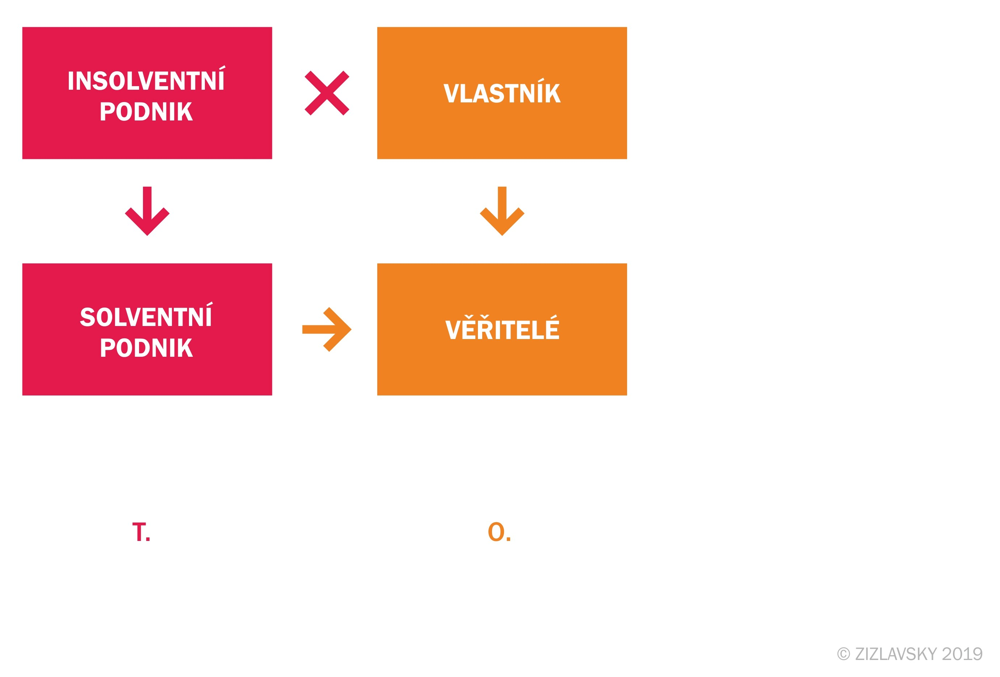 INSOLVENTNÍ
PODNIK
VLASTNÍK
SOLVENTNÍ
PODNIK
VĚŘITELÉ
T.
O.
© ZIZLAVSKY 2019